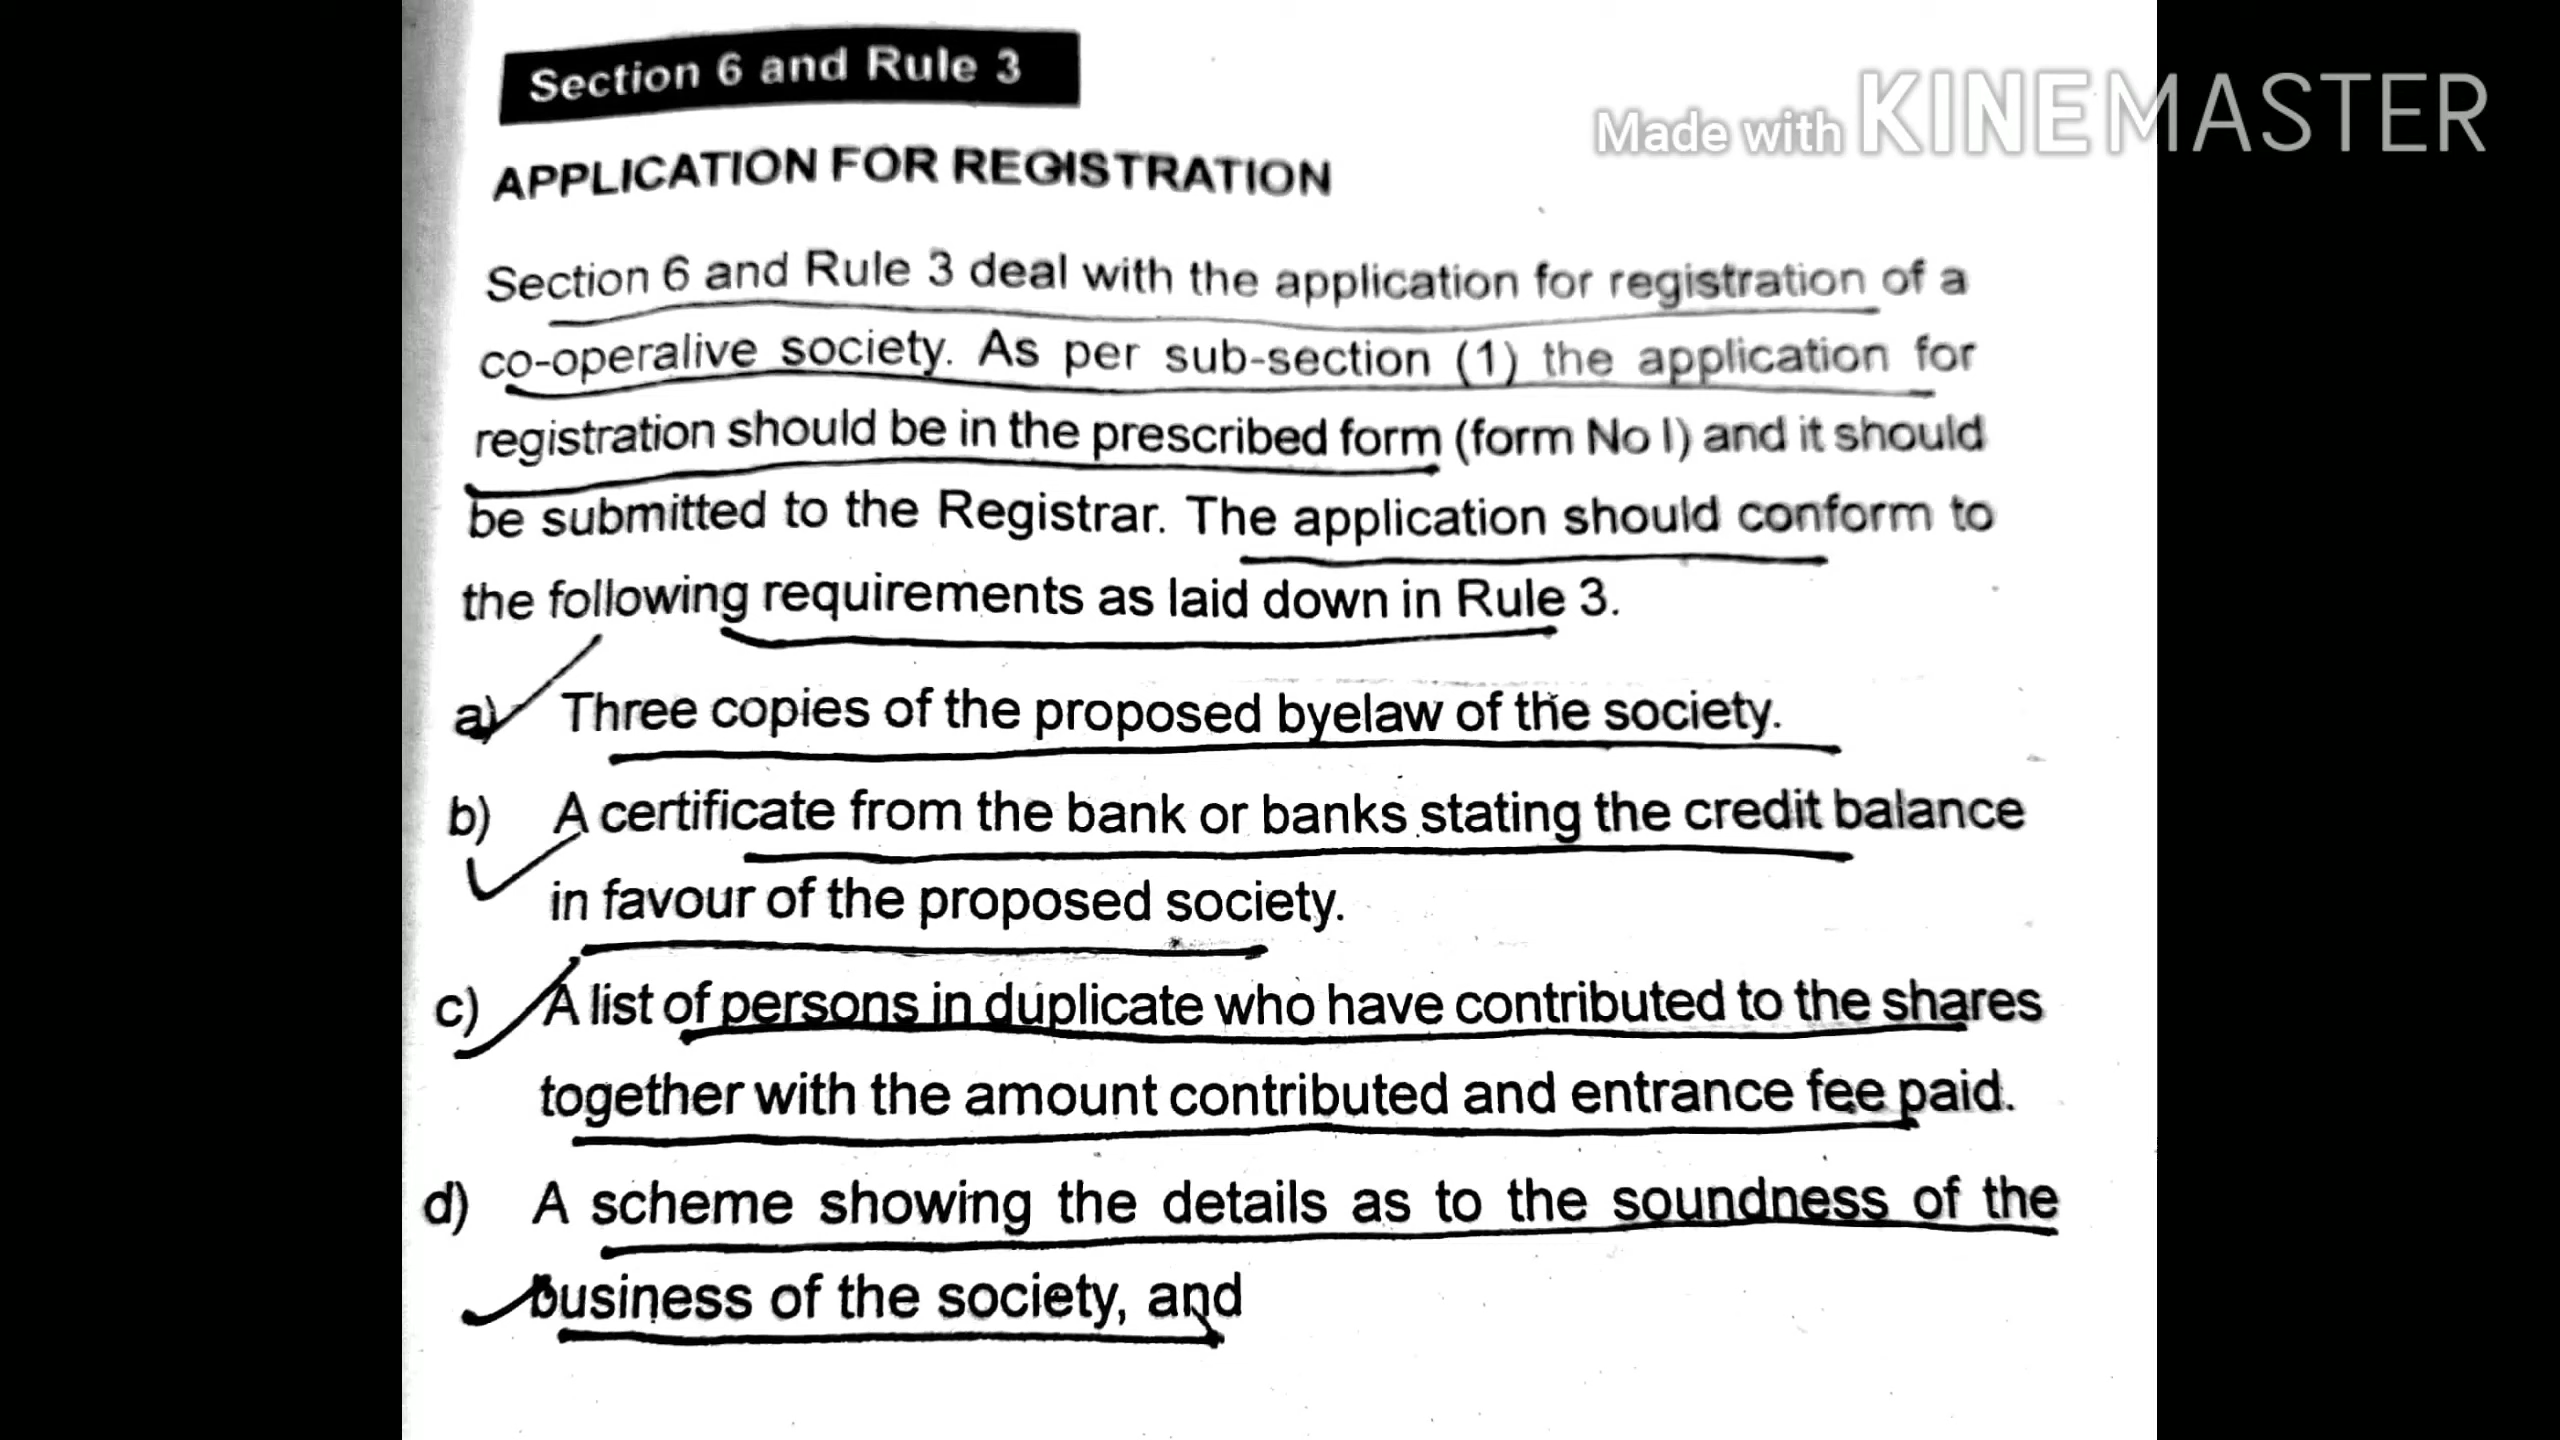 Section 6 and Rule 3
Made with KINEMASTER
APPLICATION FOR REGISTRATION
Section 6 and Rule 3 deal with the application for registration of a
co-operalive society. As per sub-section (1) the application for
registration should be in the prescribed form (form No I) and it should
be submitted to the Registrar. The application should conform to
the following requirements as laid down in Rule 3.
a) Three copies of the proposed byelaw of the society.
b) A certificate from the bank or banks stating the credit balance
in favour of the proposed society.
c) A list of persons in duplicate who have contributed to the shares
together with the amount contributed and entrance fee paid.
d) A scheme showing the details as to the soundness of the
business of the society, and